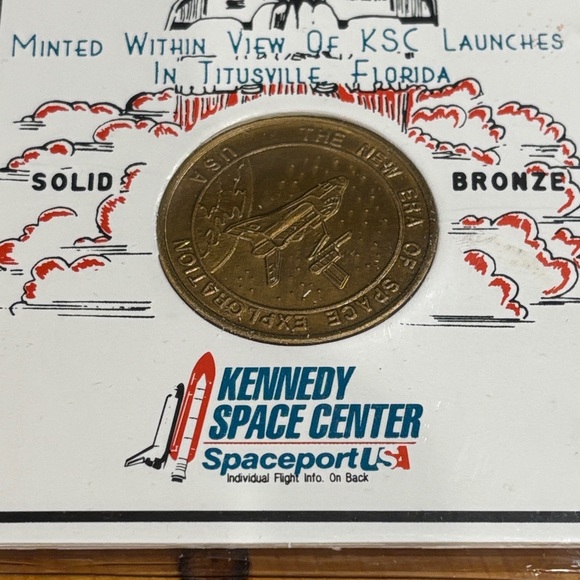 Minted Within View Of KSC Launches
In Titusville, Florida
SOLID
BRONZE
THE NEW ERA OF SPACE EXPLORATION
USA
KENNEDY
SPACE CENTER
SpaceportUSA
Individual Flight Info. On Back